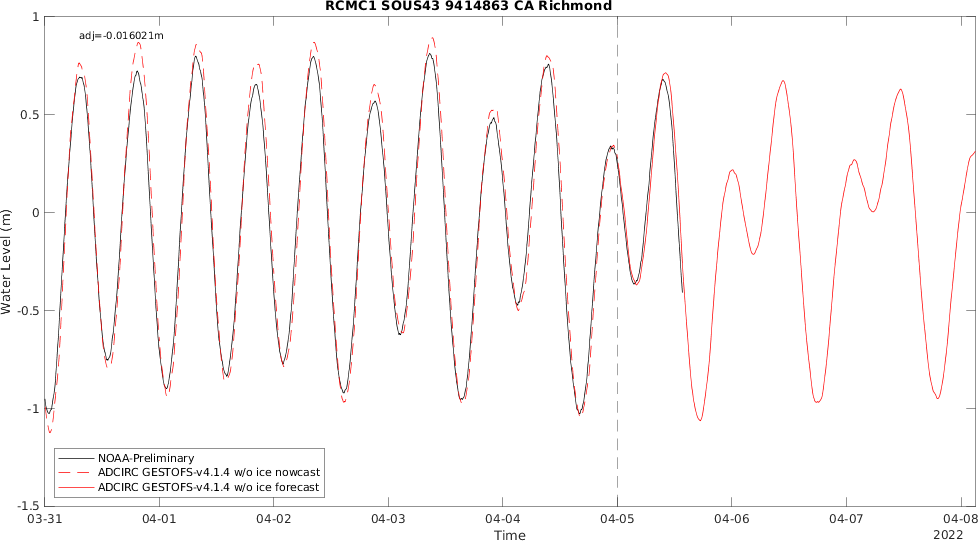 RCMC1 SOUS43 9414863 CA Richmond
adj=-0.016021m
1
0.5
0
-0.5
-1
-1.5
Water Level (m)
NOAA-Preliminary
ADCIRC GESTOFS-v4.1.4 w/o ice nowcast
ADCIRC GESTOFS-v4.1.4 w/o ice forecast
03-31 04-01 04-02 04-03 04-04 04-05 04-06 04-07 04-08
Time
2022